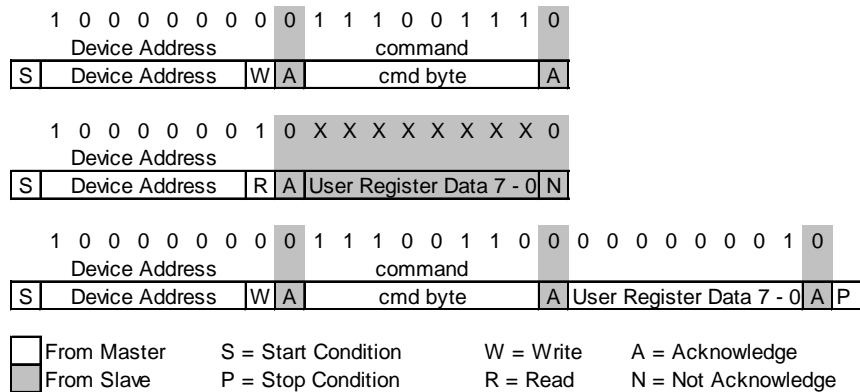 1 0 0 0 0 0 0 0 0 1 1 1 0 0 1 1 1 0
Device Address command
S Device Address W A cmd byte A
1 0 0 0 0 0 0 1 0 X X X X X X X X 0
Device Address
S Device Address R A User Register Data 7 - 0 N
1 0 0 0 0 0 0 0 0 1 1 1 0 0 1 1 0 0 0 0 0 0 0 0 0 1 0
Device Address command
S Device Address W A cmd byte A User Register Data 7 - 0 A P
From Master S = Start Condition W = Write A = Acknowledge
From Slave P = Stop Condition R = Read N = Not Acknowledge